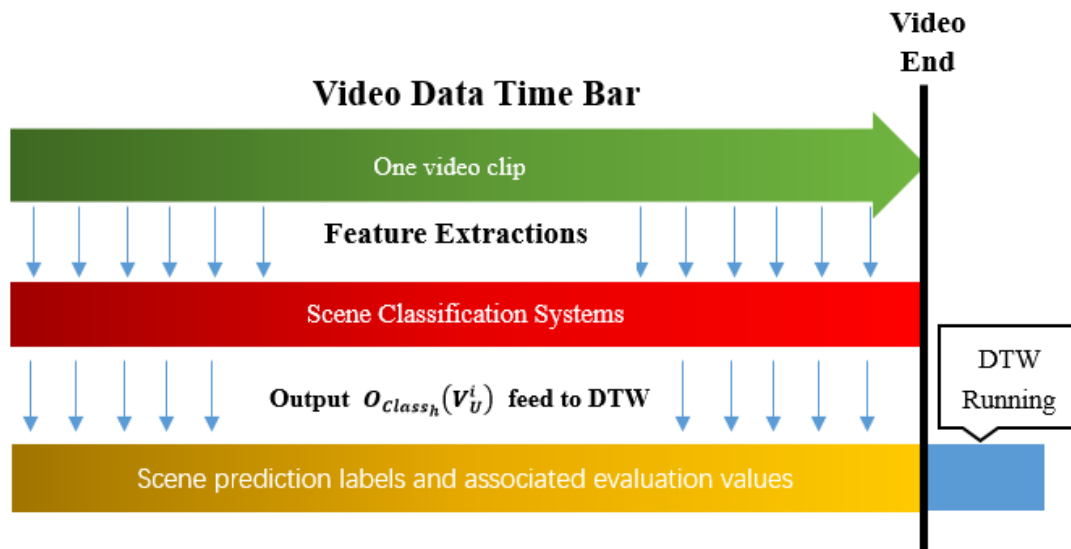 Video
End
Video Data Time Bar
One video clip
Feature Extractions
Scene Classification Systems
DTW
Running
Output O_{Class_h}(V_U^i) feed to DTW
Scene prediction labels and associated evaluation values